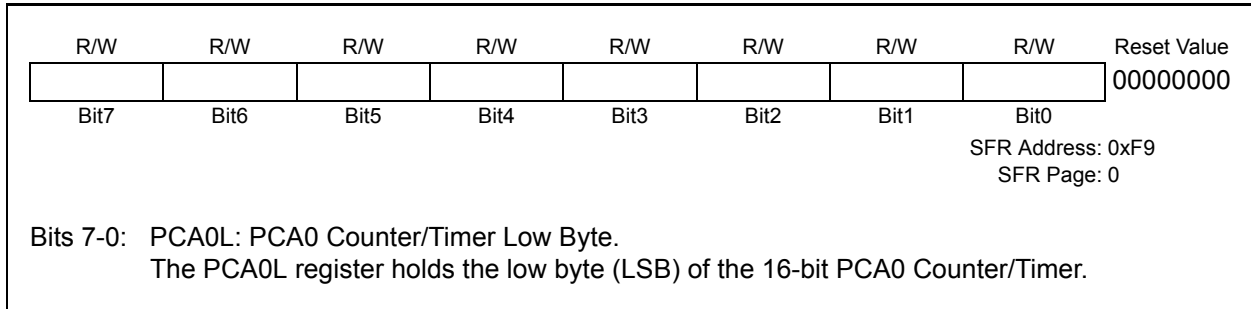 R/W R/W R/W R/W R/W R/W R/W R/W Reset Value
00000000
Bit7 Bit6 Bit5 Bit4 Bit3 Bit2 Bit1 Bit0
SFR Address: 0xF9
SFR Page: 0
Bits 7-0: PCA0L: PCA0 Counter/Timer Low Byte.
The PCA0L register holds the low byte (LSB) of the 16-bit PCA0 Counter/Timer.